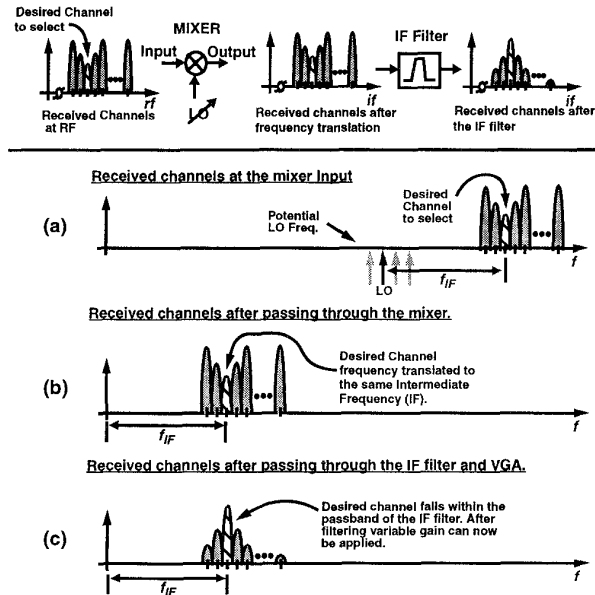 Desired Channel
to select
MIXER
Input
Output
LO
rf
Received Channels
at RF
if
Received channels after
frequency translation
IF Filter
if
Received channels after
the IF filter
Received channels at the mixer Input
(a)
Potential
LO Freq.
Desired
Channel
to select
LO
fIF
f
Received channels after passing through the mixer.
(b)
Desired Channel
frequency translated to
the same Intermediate
Frequency (IF).
fIF
f
Received channels after passing through the IF filter and VGA.
(c)
Desired channel falls within the
passband of the IF filter. After
filtering variable gain can now
be applied.
fIF
f